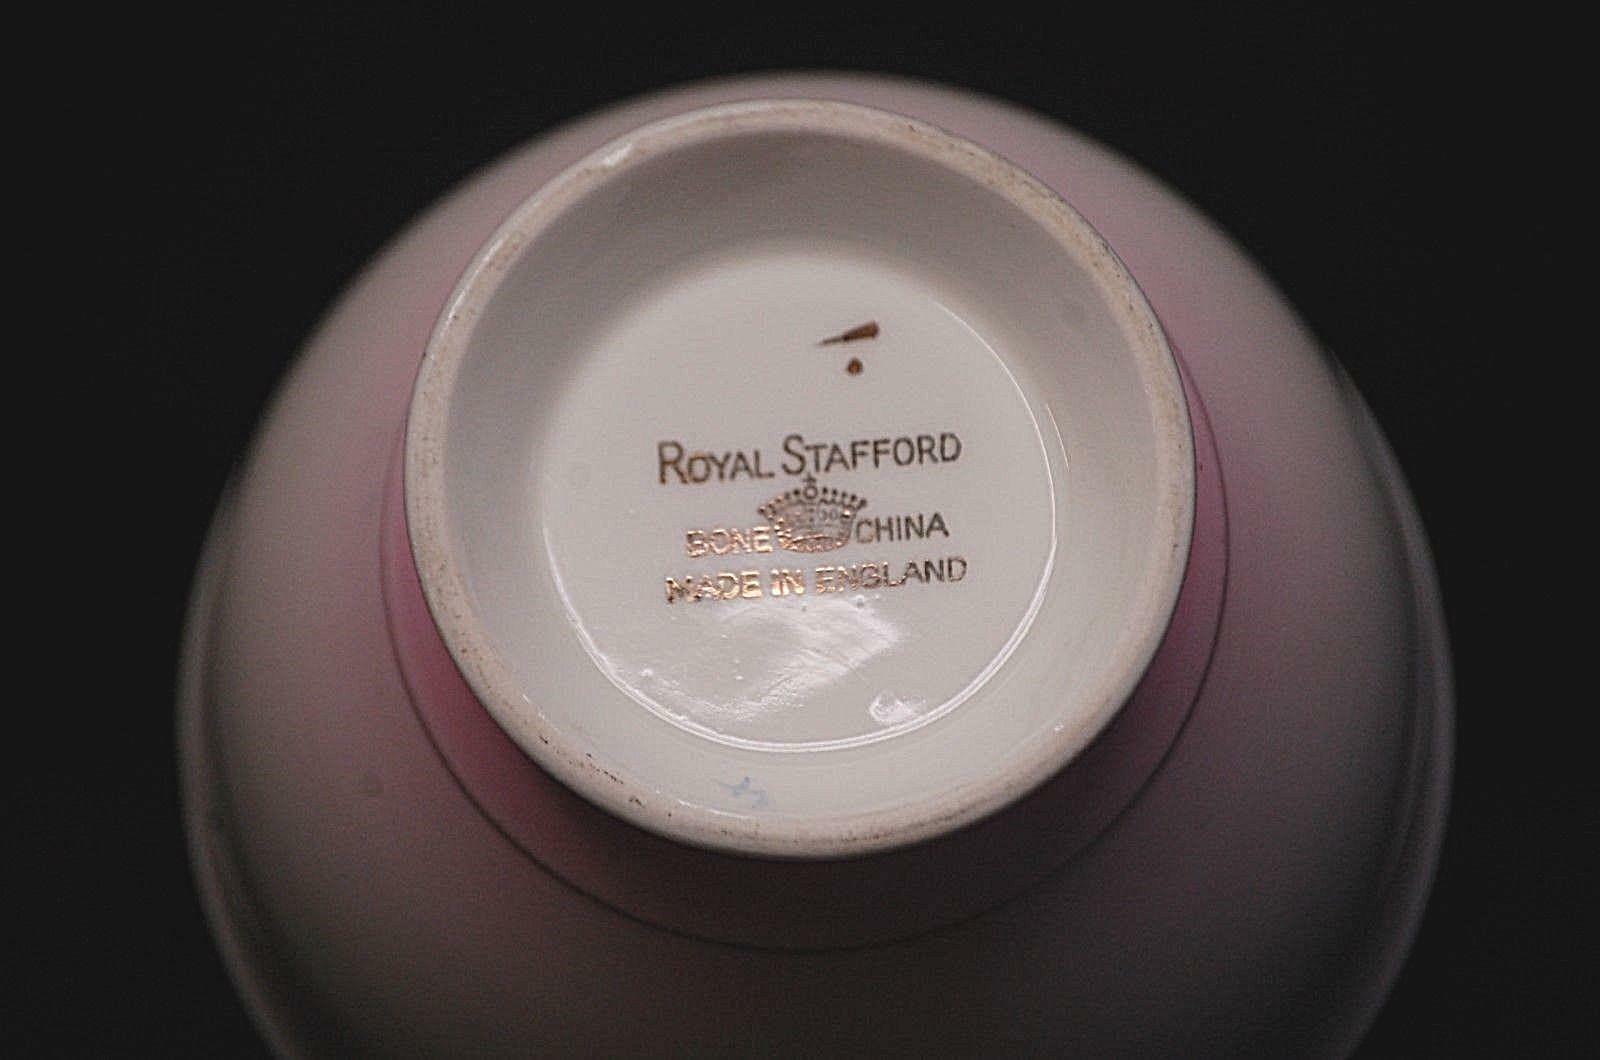 ROYAL STAFFORD
BONE CHINA
MADE IN ENGLAND